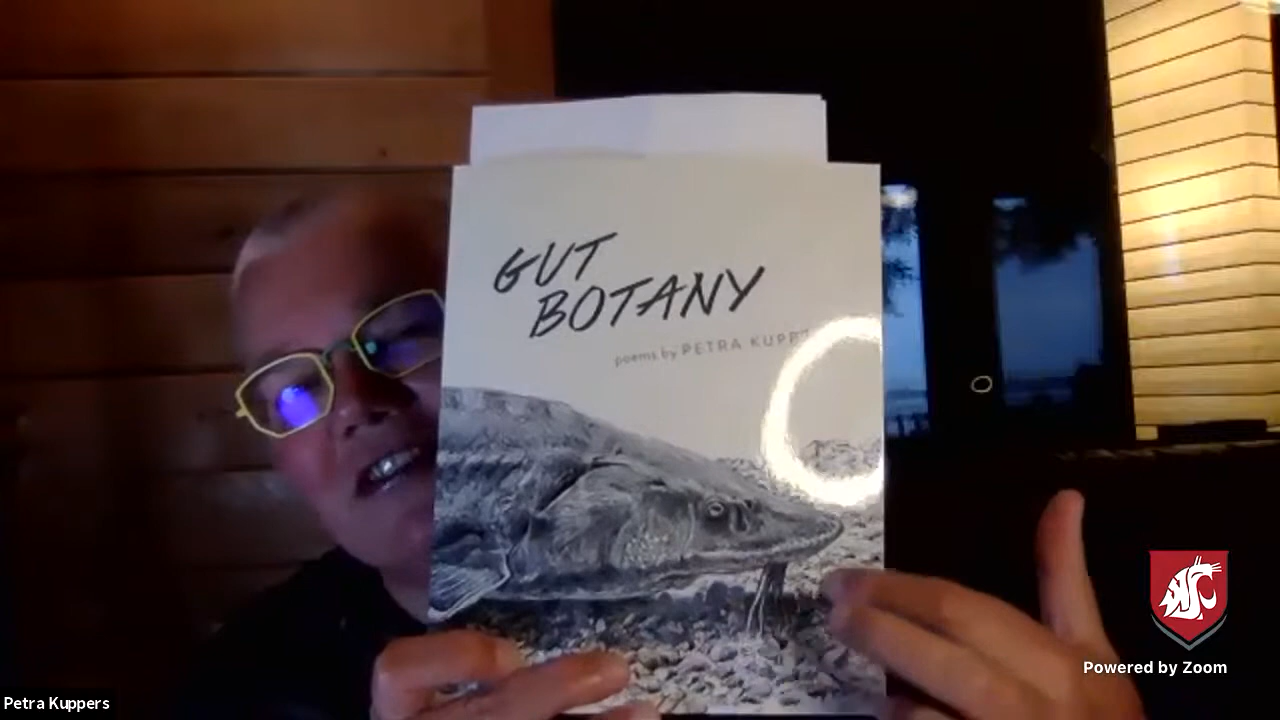 GUT
BOTANY
poems by PETRA
Petra Kuppers
Powered by Zoom